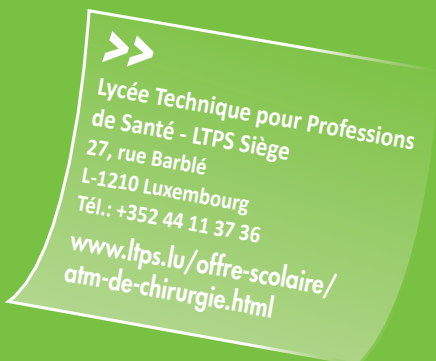 >>
Lycée Technique pour Professions
de Santé - LTPS Siège
27, rue Barblé
L-1210 Luxembourg
Tél.: +352 44 11 37 36
www.ltps.lu/offre-scolaire/
atm-de-chirurgie.html